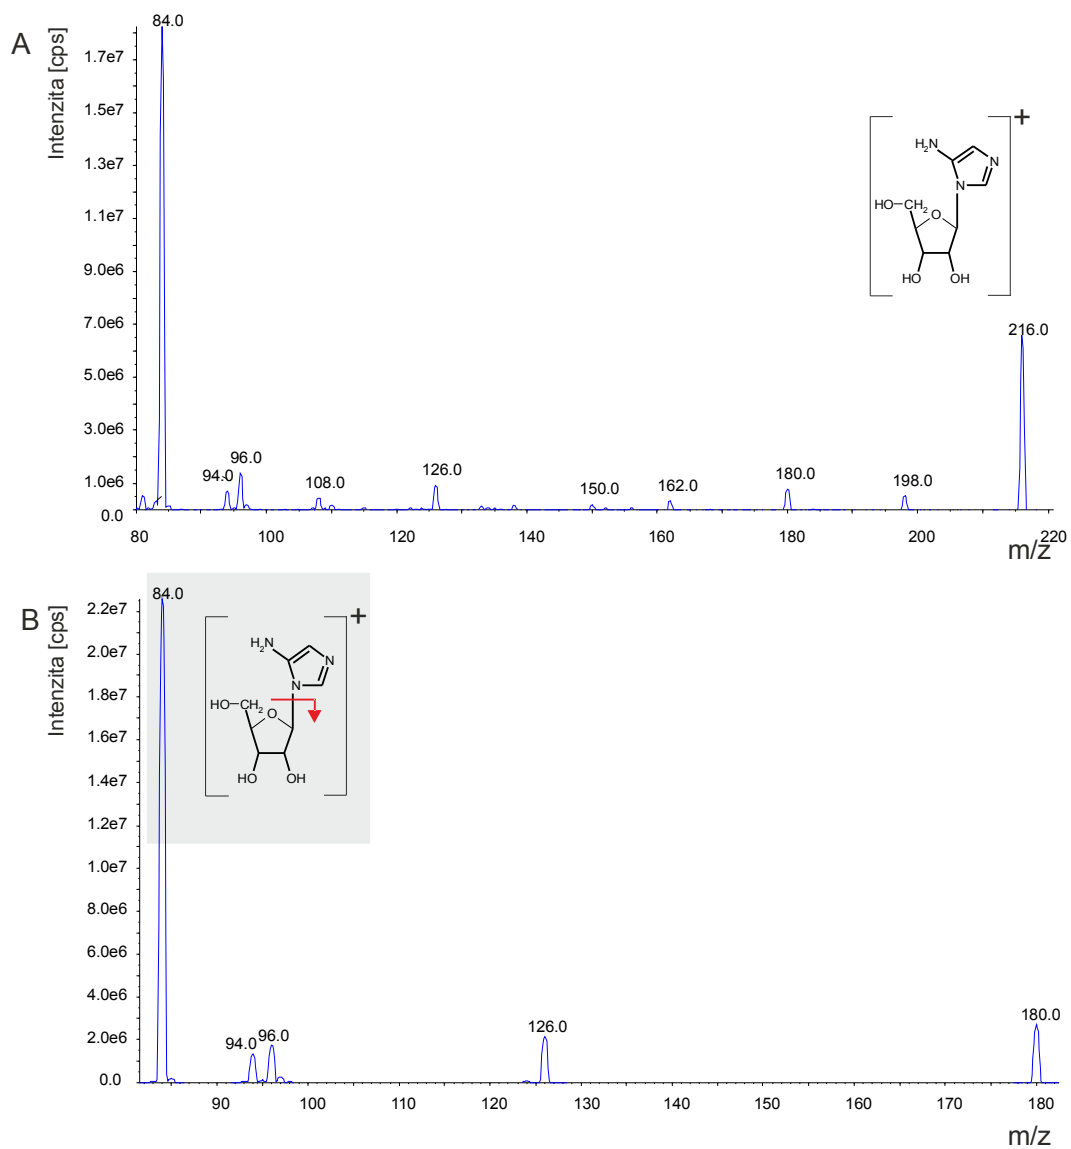 A
Intenzita [cps]
84.0
1.7e7
1.5e7
1.3e7
1.1e7
9.0e6
7.0e6
5.0e6
3.0e6
1.0e6
0.0
94.0
96.0
108.0
126.0
150.0
162.0
180.0
198.0
216.0
H2N
N
N
HO
CH2
O
HO
OH
+
80
100
120
140
160
180
200
220
m/z
B
Intenzita [cps]
84.0
2.2e7
2.0e7
1.8e7
1.6e7
1.4e7
1.2e7
1.0e7
8.0e6
6.0e6
4.0e6
2.0e6
0.0
H2N
N
N
HO
CH2
O
HO
OH
+
94.0
96.0
126.0
180.0
90
100
110
120
130
140
150
160
170
180
m/z